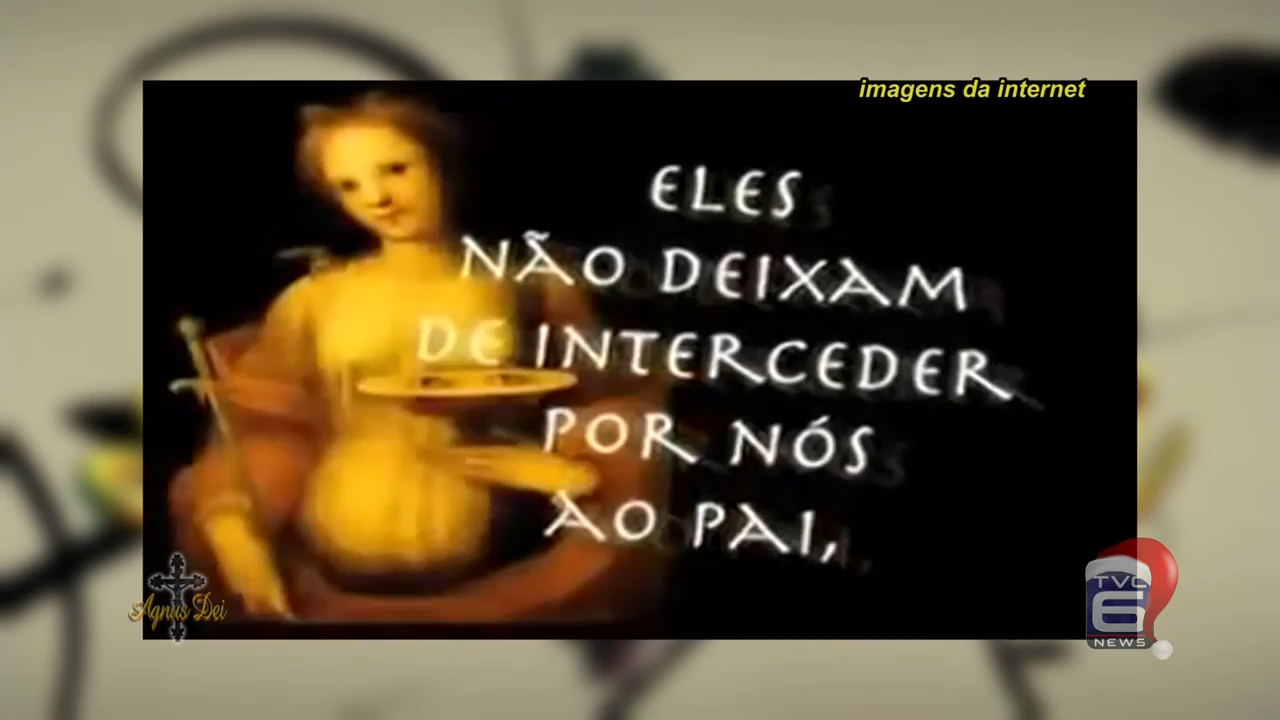 imagens da internet
ELES
NÃO DEIXAM
DE INTERCEDER
POR NÓS
AO PAI,
Agnus Dei
TVC
6
NEWS